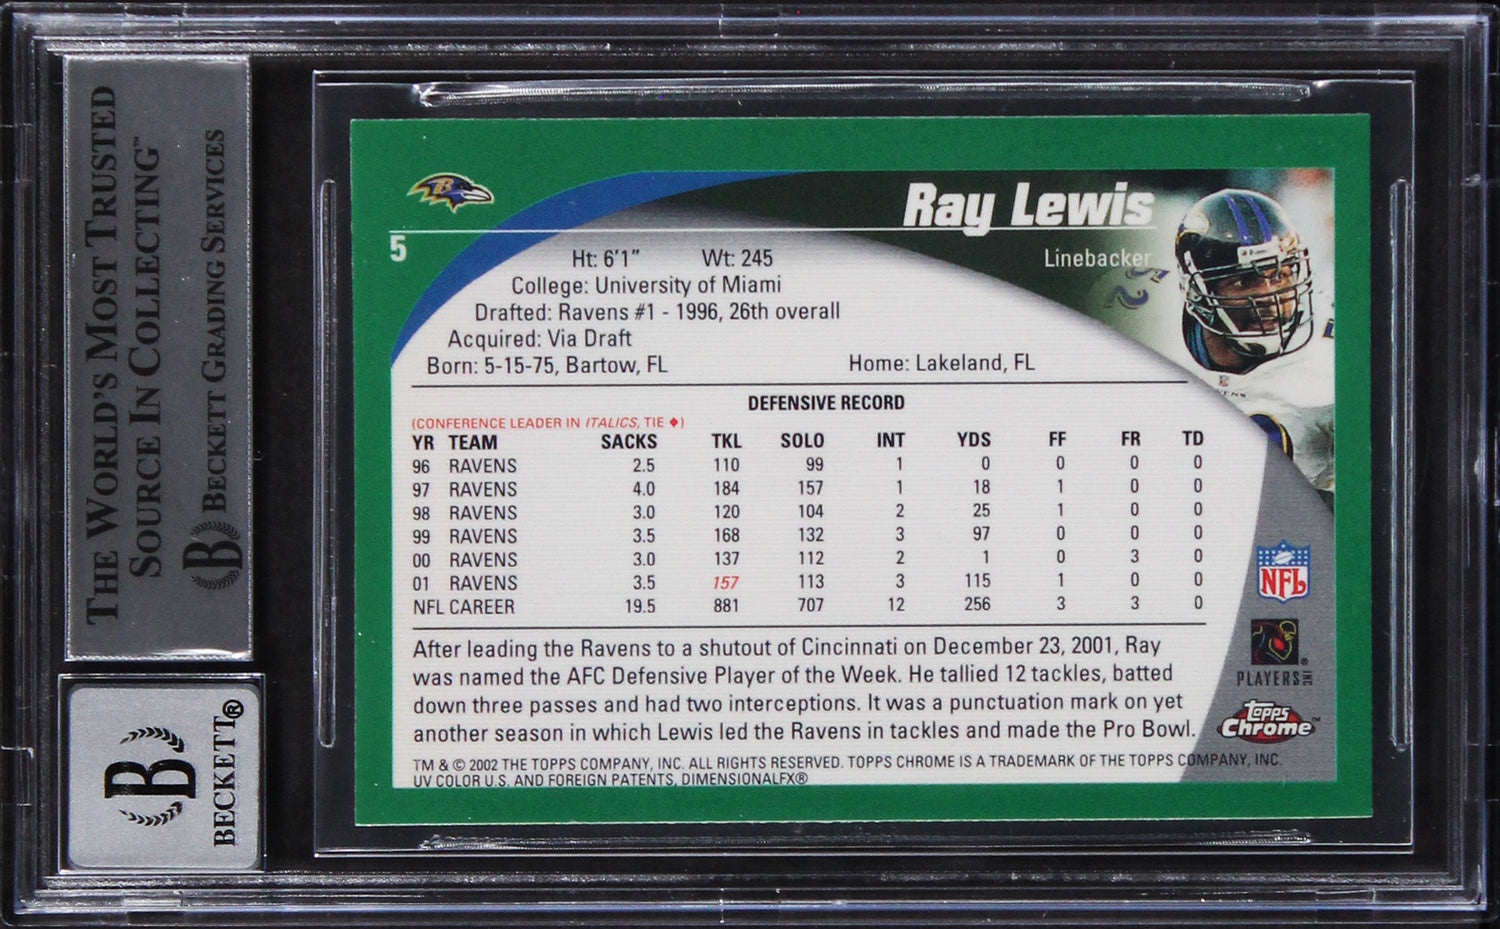 THE WORLD'S MOST TRUSTED
SOURCE IN COLLECTING™
BECKETT GRADING SERVICES
B
B
BECKETT®
5
Ray Lewis
Linebacker
Ht: 6'1" Wt: 245
College: University of Miami
Drafted: Ravens #1 - 1996, 26th overall
Acquired: Via Draft
Born: 5-15-75, Bartow, FL Home: Lakeland, FL
DEFENSIVE RECORD
(CONFERENCE LEADER IN ITALICS, TIE ♦)
YR TEAM SACKS TKL SOLO INT YDS FF FR TD
96 RAVENS 2.5 110 99 1 0 0 0 0
97 RAVENS 4.0 184 157 1 18 1 0 0
98 RAVENS 3.0 120 104 2 25 1 0 0
99 RAVENS 3.5 168 132 3 97 0 0 0
00 RAVENS 3.0 137 112 2 1 0 3 0
01 RAVENS 3.5 157 113 3 115 1 0 0
NFL CAREER 19.5 881 707 12 256 3 3 0
After leading the Ravens to a shutout of Cincinnati on December 23, 2001, Ray
was named the AFC Defensive Player of the Week. He tallied 12 tackles, batted
down three passes and had two interceptions. It was a punctuation mark on yet
another season in which Lewis led the Ravens in tackles and made the Pro Bowl.
TM & © 2002 THE TOPPS COMPANY, INC. ALL RIGHTS RESERVED. TOPPS CHROME IS A TRADEMARK OF THE TOPPS COMPANY, INC.
UV COLOR U.S. AND FOREIGN PATENTS, DIMENSIONALFX®
NFL
PLAYERS INC
Topps
Chrome™